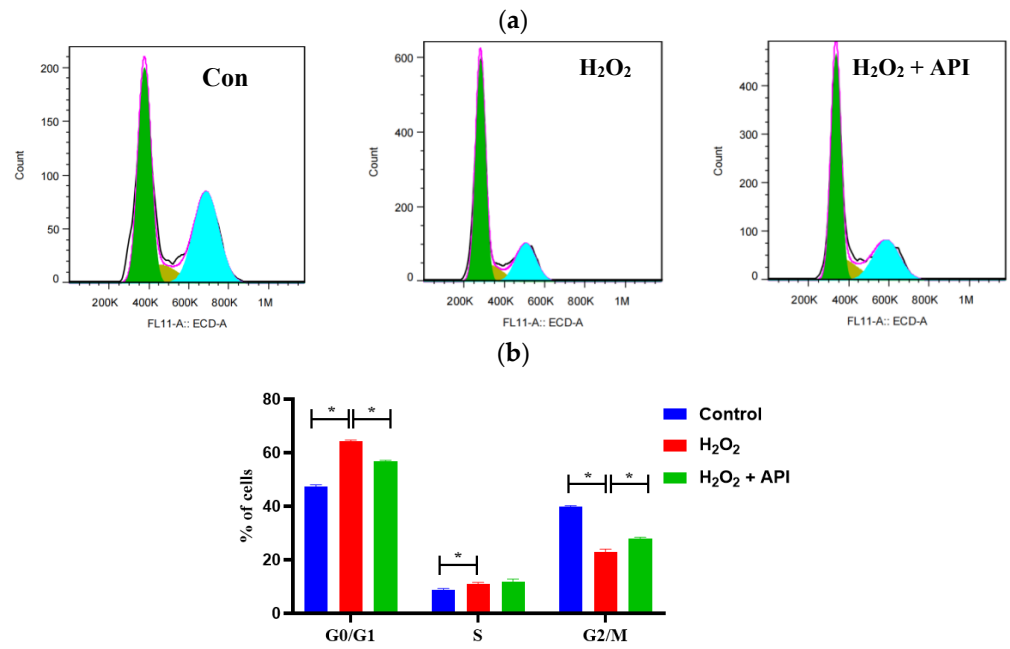 (a)
Con
200
150
100
50
0
Count
200K 400K 600K 800K 1M
FL11-A:: ECD-A
H₂O₂
600
400
200
0
Count
200K 400K 600K 800K 1M
FL11-A:: ECD-A
H₂O₂ + API
400
300
200
100
0
Count
200K 400K 600K 800K 1M
FL11-A:: ECD-A
(b)
80
60
40
20
0
% of cells
* *
*
* *
G0/G1 S G2/M
Control
H₂O₂
H₂O₂ + API